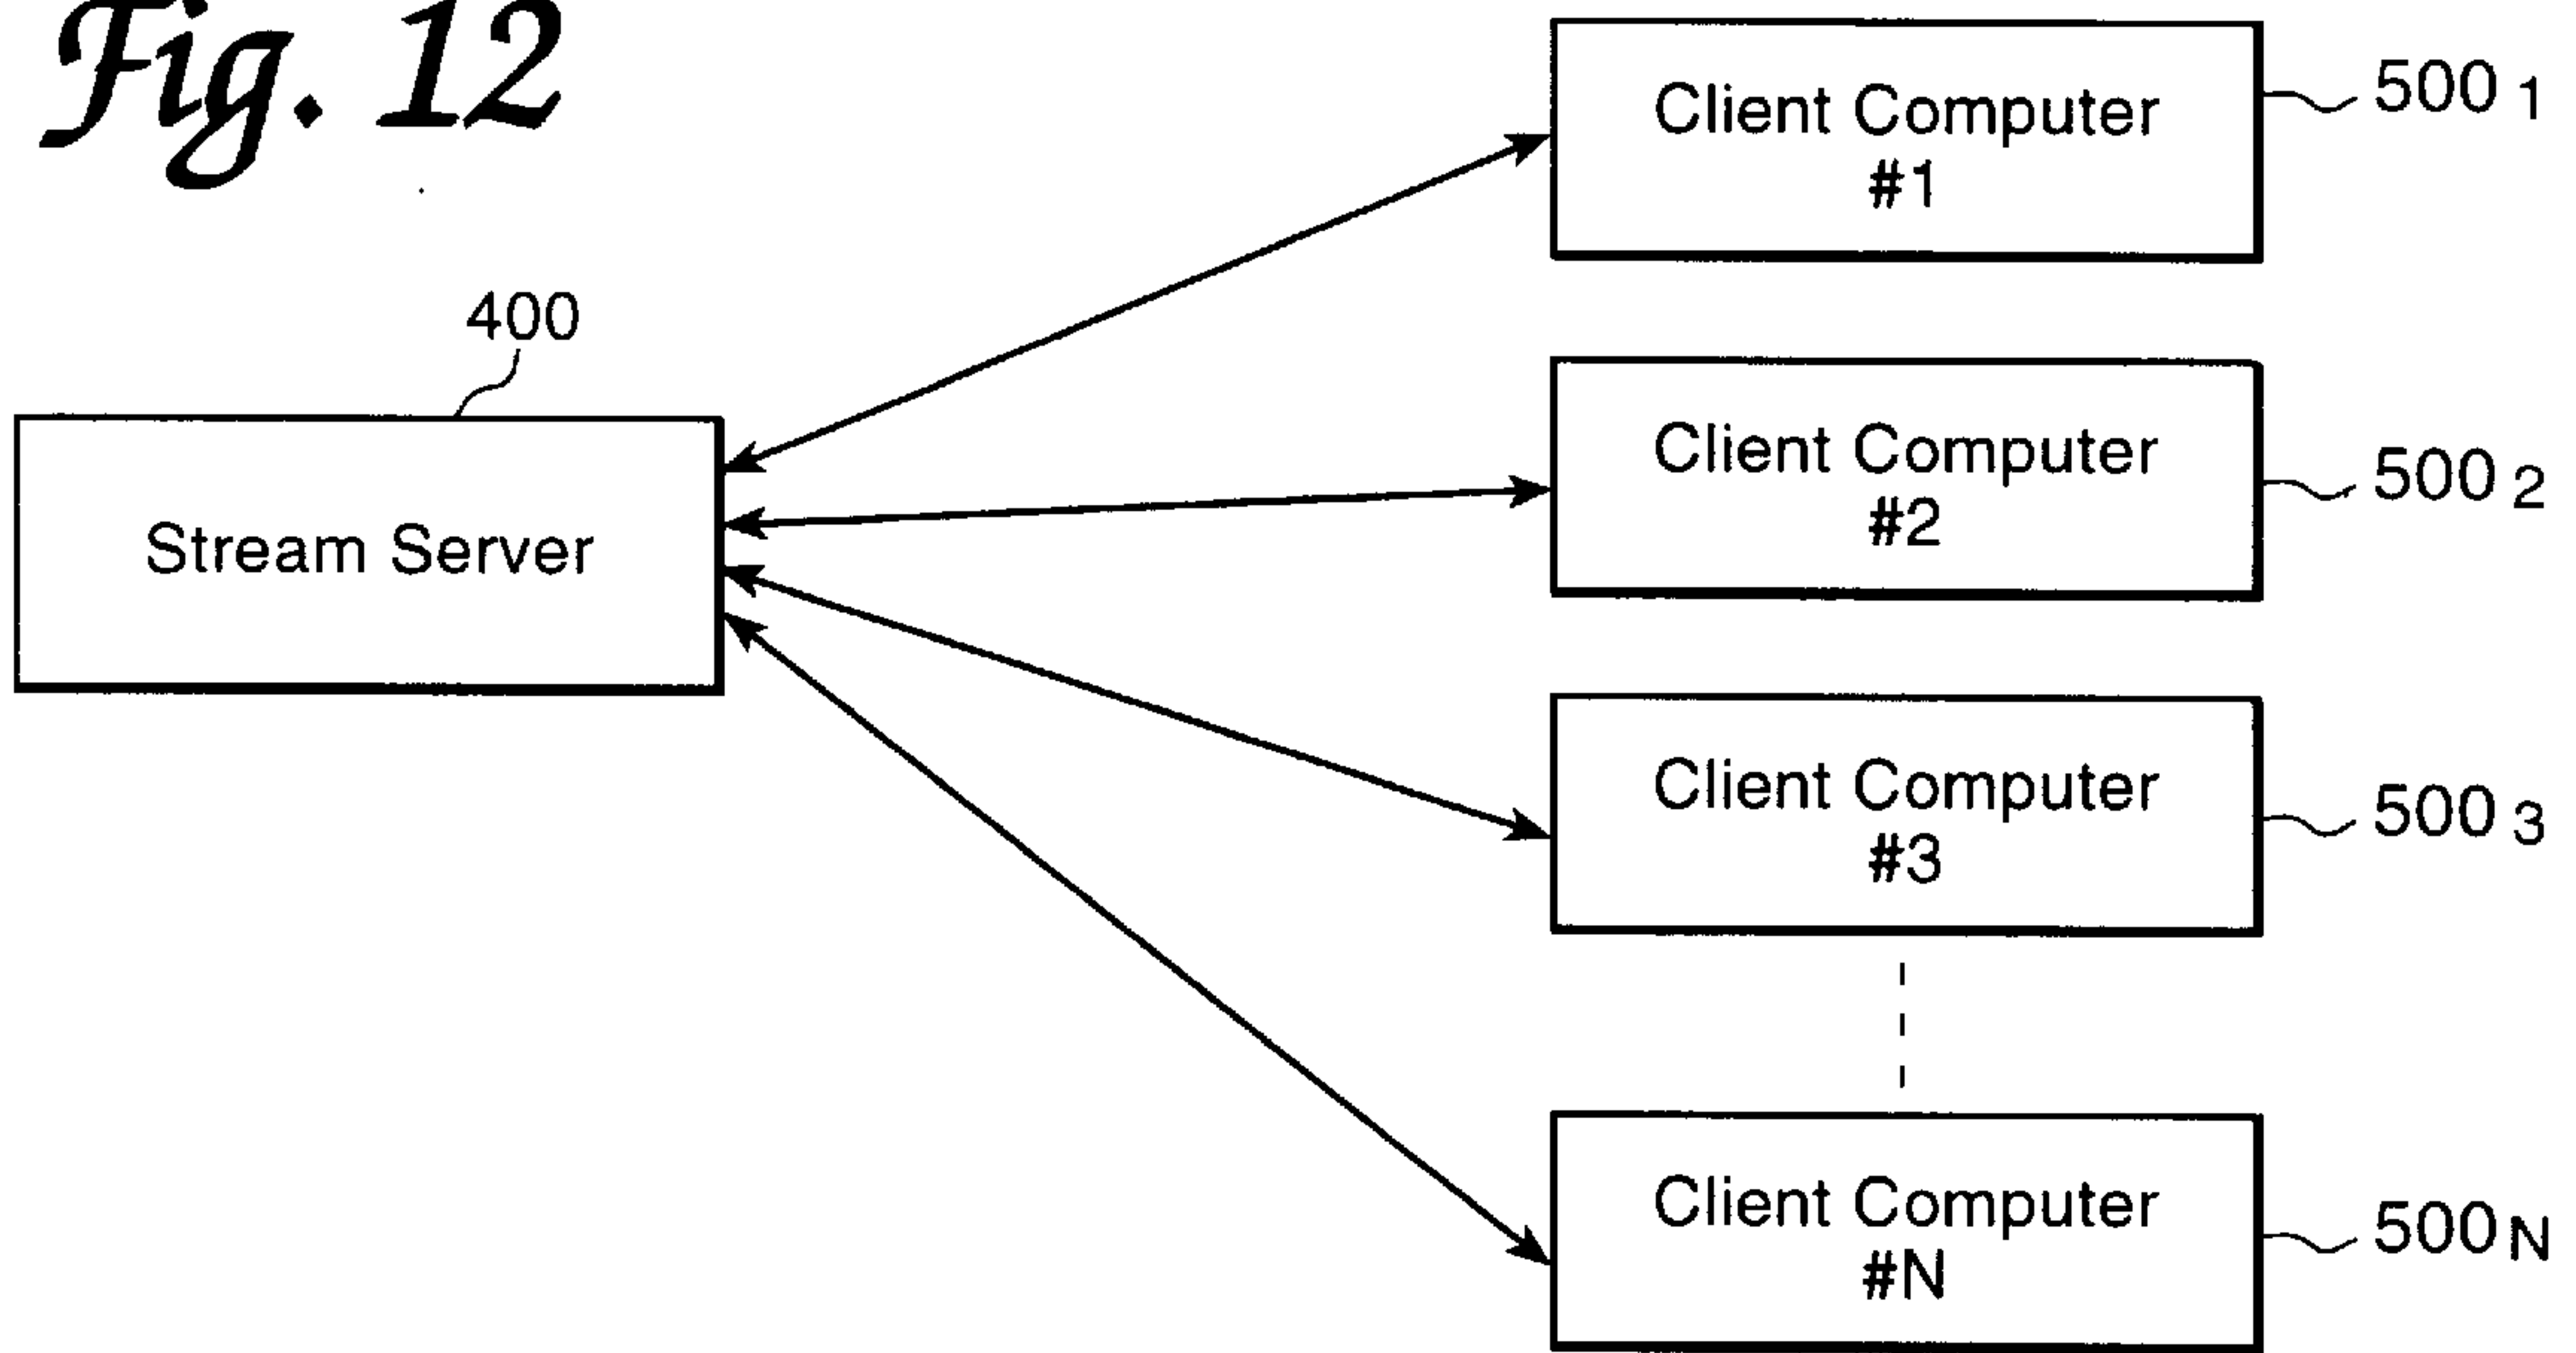 Fig. 12
Client Computer
#1
500 1
400
Client Computer
#2
500 2
Stream Server
Client Computer
#3
500 3
Client Computer
#N
500 N